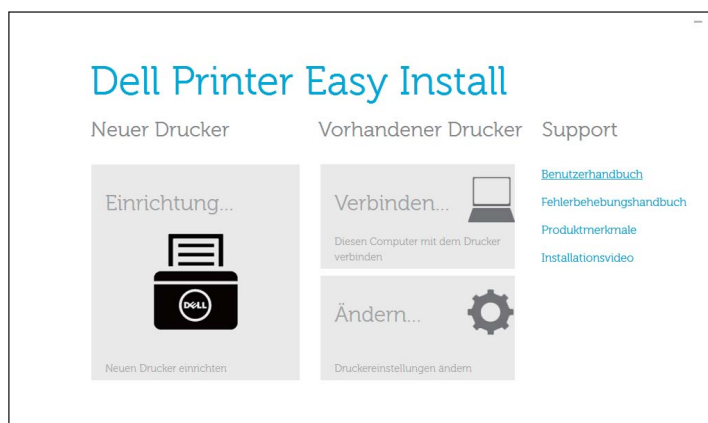 Dell Printer Easy Install
Neuer Drucker
Einrichtung...
DELL
Neuen Drucker einrichten
Vorhandener Drucker
Verbinden...
Diesen Computer mit dem Drucker
verbinden
Ändern...
Druckereinstellungen ändern
Support
Benutzerhandbuch
Fehlerbehebungshandbuch
Produktmerkmale
Installationsvideo